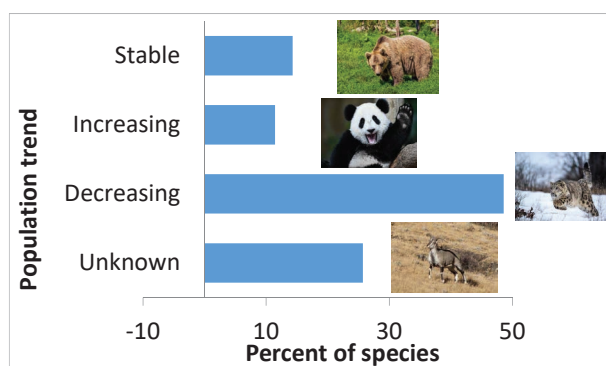 Stable
Increasing
Decreasing
Unknown
Population trend
-10 10 30 50
Percent of species